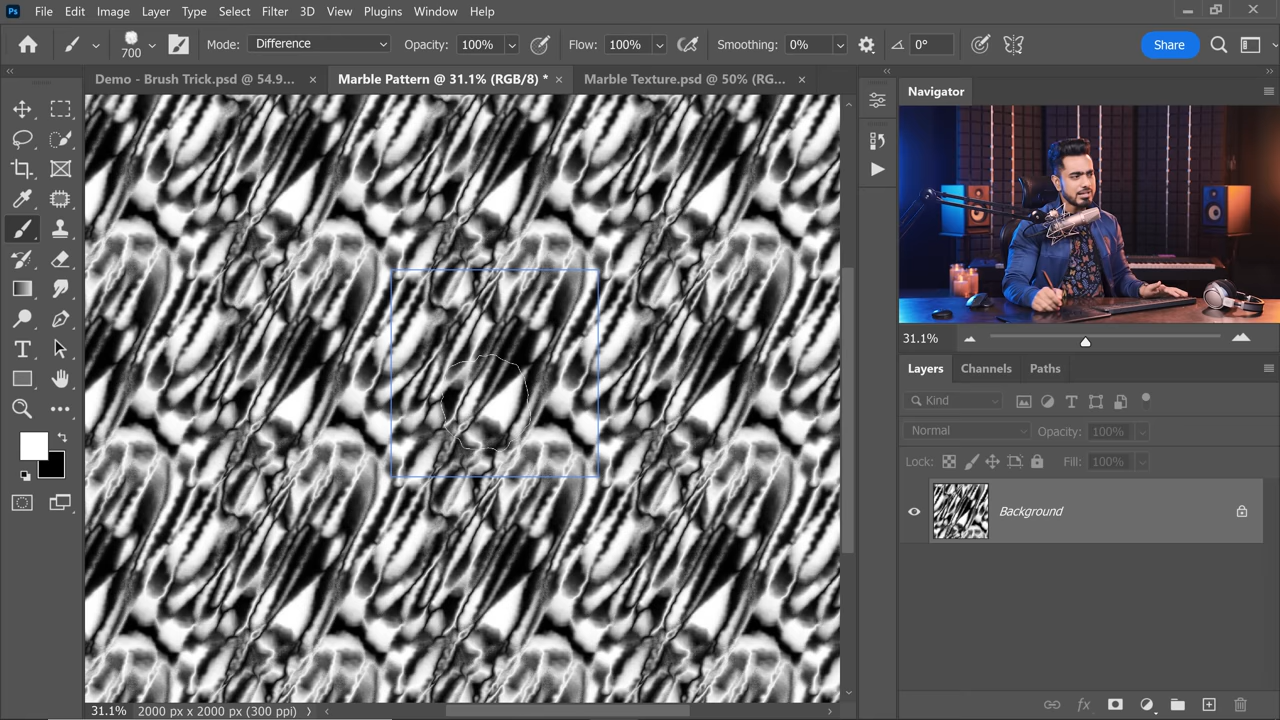 Ps File Edit Image Layer Type Select Filter 3D View Plugins Window Help
700 Mode: Difference Opacity: 100% Flow: 100% Smoothing: 0% 0° Share
Demo - Brush Trick.psd @ 54.9... × Marble Pattern @ 31.1% (RGB/8) * × Marble Texture.psd @ 50% (RG... ×
Navigator
31.1%
Layers Channels Paths
Kind
Normal Opacity: 100%
Lock: Fill: 100%
Background
fx
31.1% 2000 px x 2000 px (300 ppi)